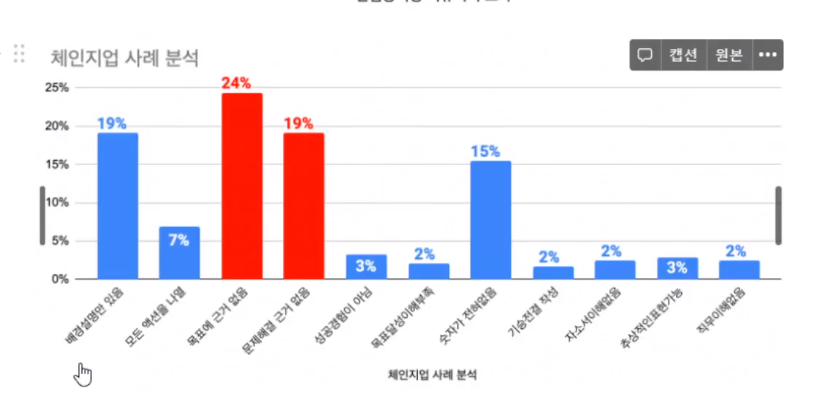 체인지업 사례 분석
캡션 원본
25%
20%
15%
10%
5%
0%
19%
7%
24%
19%
3%
2%
15%
2%
2%
3%
2%
배경설명만 있음
모든 액션을 나열
목표에 근거 없음
문제해결 근거 없음
성공경험이 아님
목표달성이해부족
숫자가 전혀없음
기승전결 작성
자소서이해없음
추상적인표현가능
직무이해없음
체인지업 사례 분석